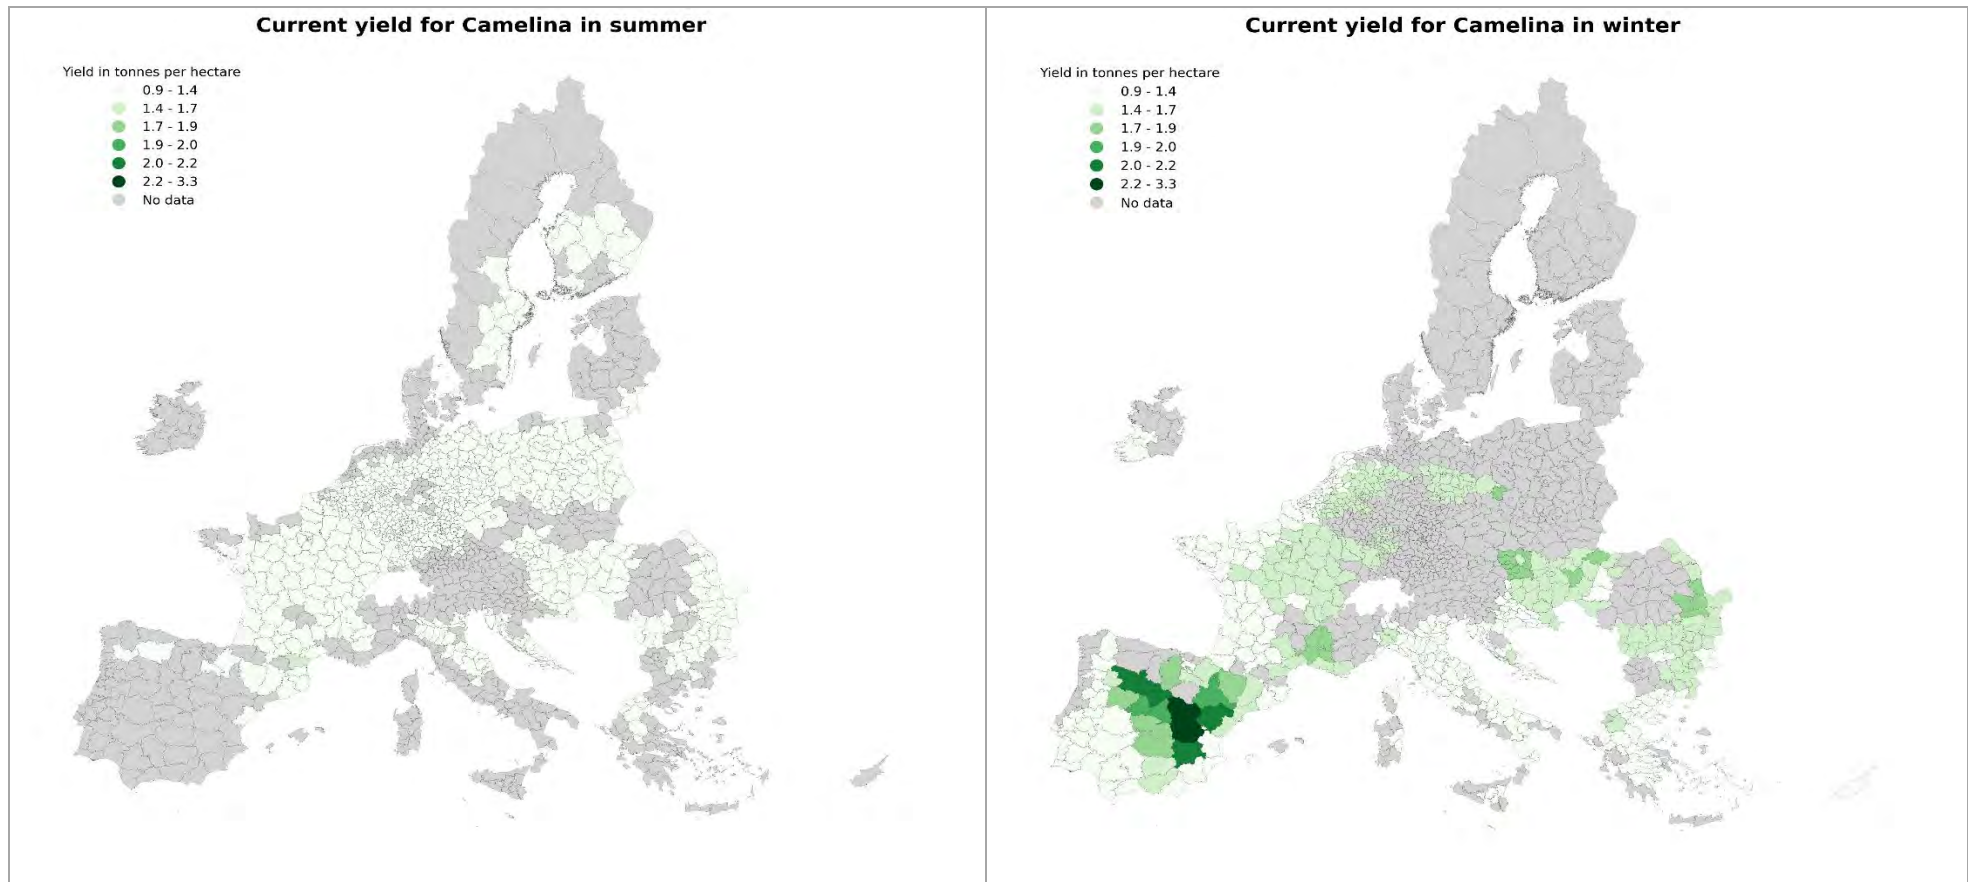 Current yield for Camelina in summer
Yield in tonnes per hectare
0.9 - 1.4
1.4 - 1.7
1.7 - 1.9
1.9 - 2.0
2.0 - 2.2
2.2 - 3.3
No data
Current yield for Camelina in winter
Yield in tonnes per hectare
0.9 - 1.4
1.4 - 1.7
1.7 - 1.9
1.9 - 2.0
2.0 - 2.2
2.2 - 3.3
No data